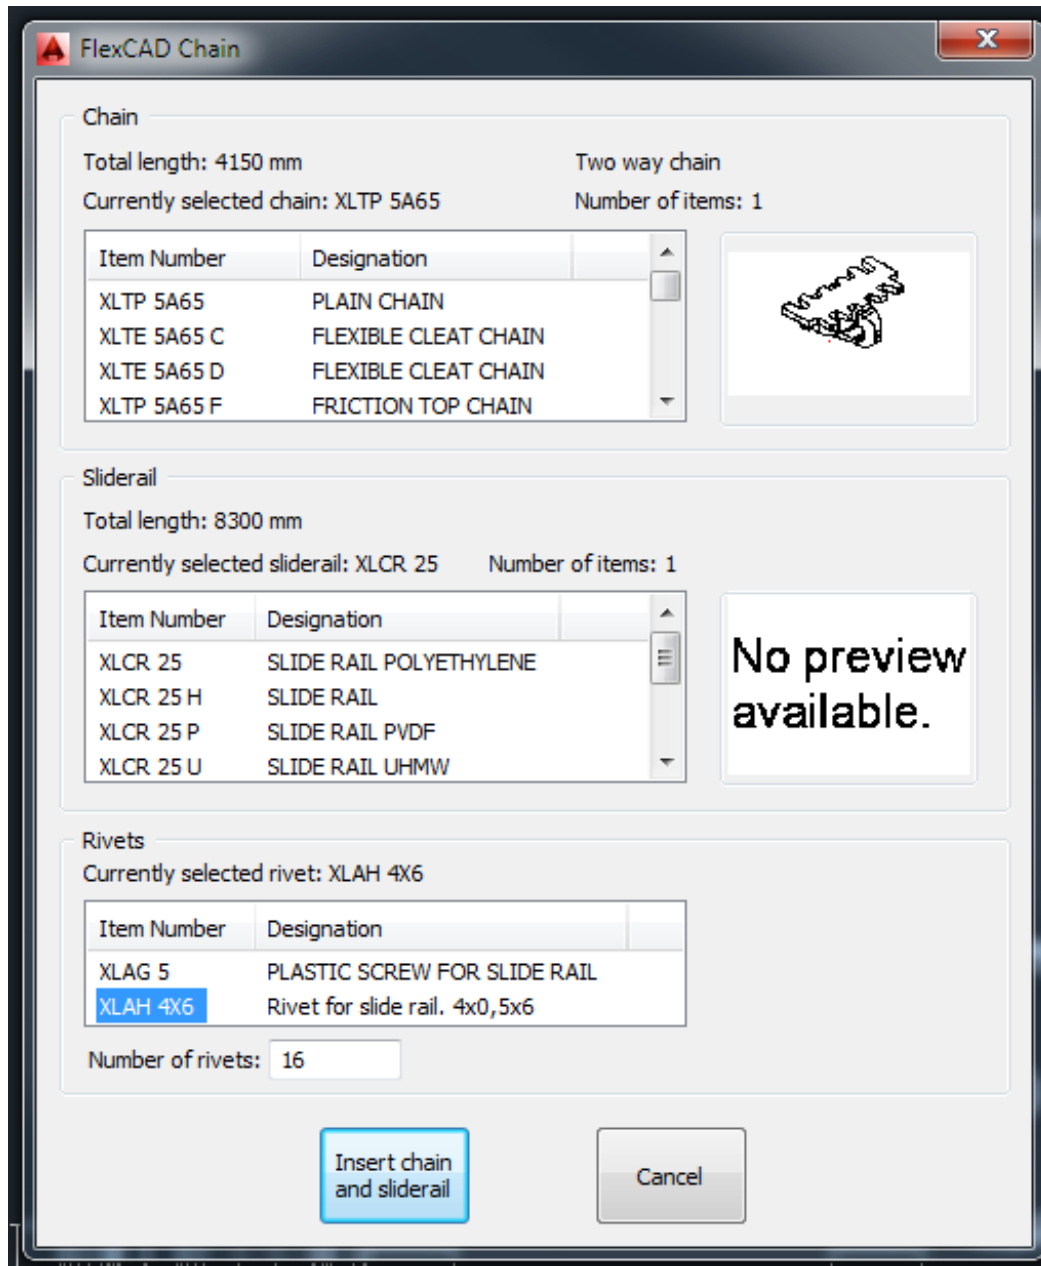 FlexCAD Chain
Chain
Total length: 4150 mm Two way chain
Currently selected chain: XLTP 5A65 Number of items: 1
Item Number Designation
XLTP 5A65 PLAIN CHAIN
XLTE 5A65 C FLEXIBLE CLEAT CHAIN
XLTE 5A65 D FLEXIBLE CLEAT CHAIN
XLTP 5A65 F FRICTION TOP CHAIN
Sliderail
Total length: 8300 mm
Currently selected sliderail: XLCR 25 Number of items: 1
Item Number Designation
XLCR 25 SLIDE RAIL POLYETHYLENE
XLCR 25 H SLIDE RAIL
XLCR 25 P SLIDE RAIL PVDF
XLCR 25 U SLIDE RAIL UHMW
No preview
available.
Rivets
Currently selected rivet: XLAH 4X6
Item Number Designation
XLAG 5 PLASTIC SCREW FOR SLIDE RAIL
XLAH 4X6 Rivet for slide rail. 4x0,5x6
Number of rivets: 16
Insert chain
and sliderail
Cancel